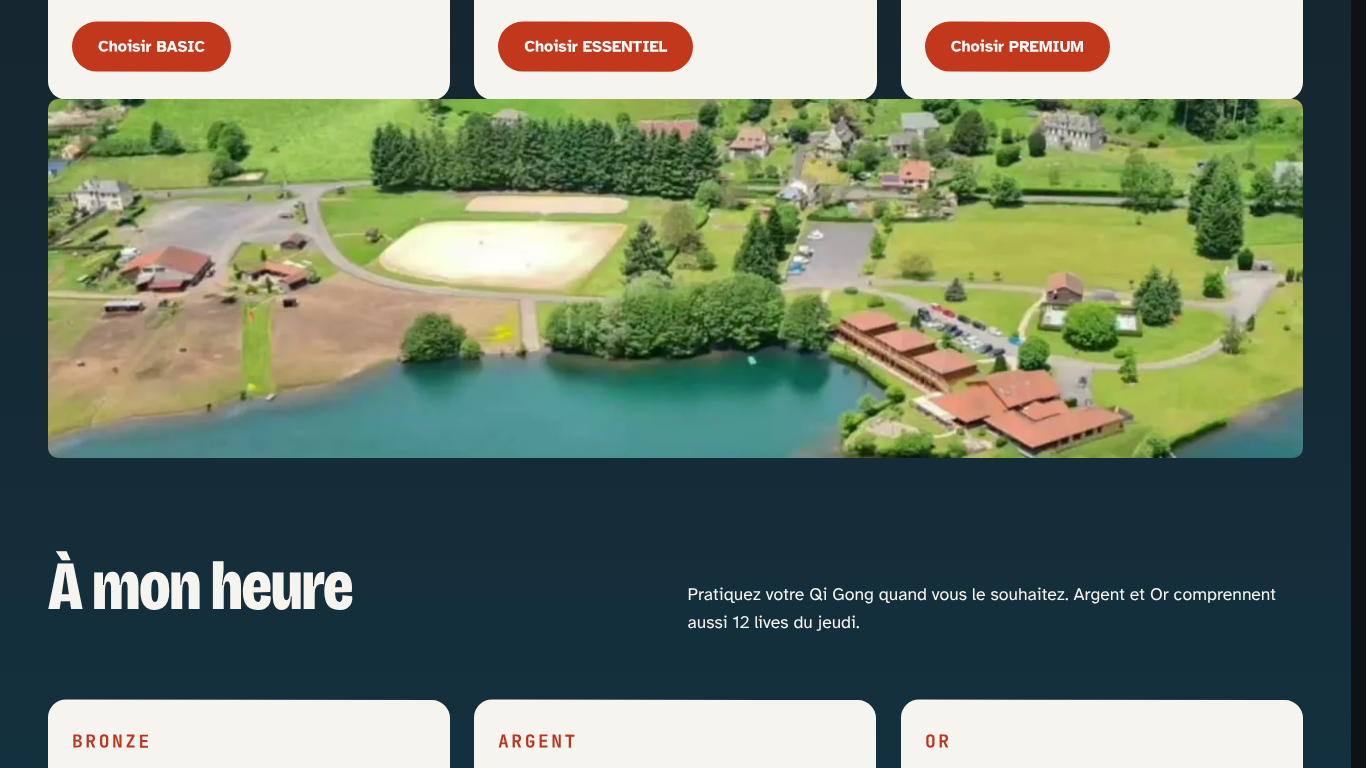 Choisir BASIC
Choisir ESSENTIEL
Choisir PREMIUM
À mon heure
Pratiquez votre Qi Gong quand vous le souhaitez. Argent et Or comprennent
aussi 12 lives du jeudi.
BRONZE
ARGENT
OR